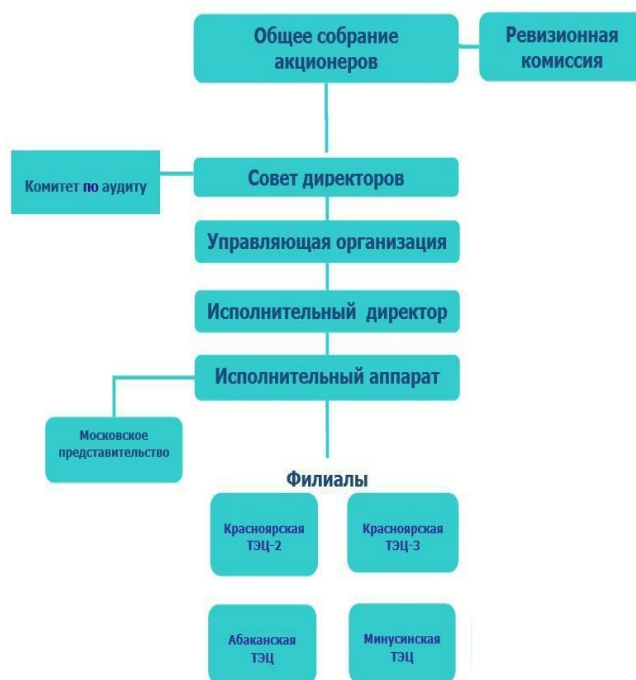 Общее собрание
акционеров
Ревизионная
комиссия
Комитет по аудиту
Совет директоров
Управляющая организация
Исполнительный директор
Исполнительный аппарат
Московское
представительство
Филиалы
Красноярская
ТЭЦ-2
Красноярская
ТЭЦ-3
Абаканская
ТЭЦ
Минусинская
ТЭЦ